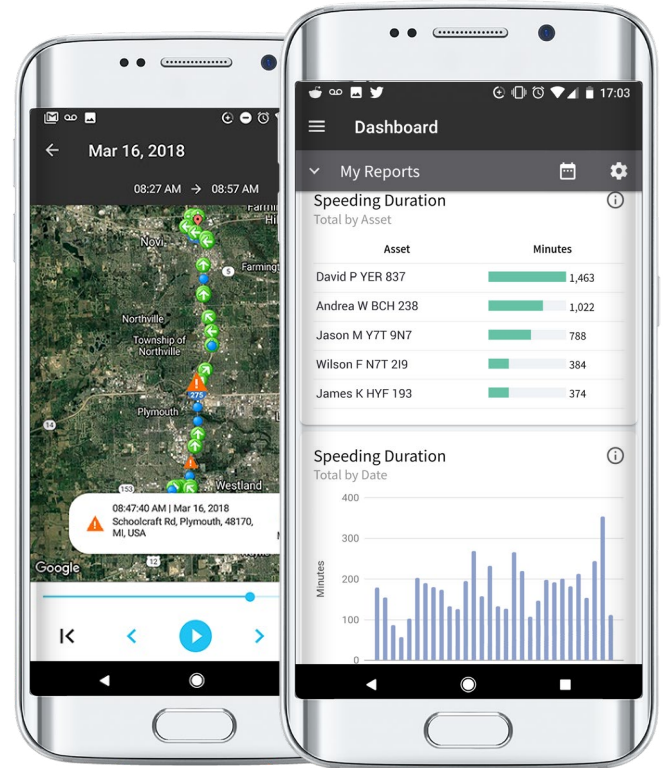 Mar 16, 2018
08:27 AM → 08:57 AM
Novi
5
Northville
Township of
Northville
275
Plymouth
14
153
Westland
08:47:40 AM | Mar 16, 2018
Schoolcraft Rd, Plymouth, 48170,
MI, USA
12
Google
17:03
Dashboard
My Reports
Speeding Duration
Total by Asset
Asset Minutes
David P YER 837 1,463
Andrea W BCH 238 1,022
Jason M Y7T 9N7 788
Wilson F N7T 2I9 384
James K HYF 193 374
Speeding Duration
Total by Date
Minutes
400
300
200
100
0